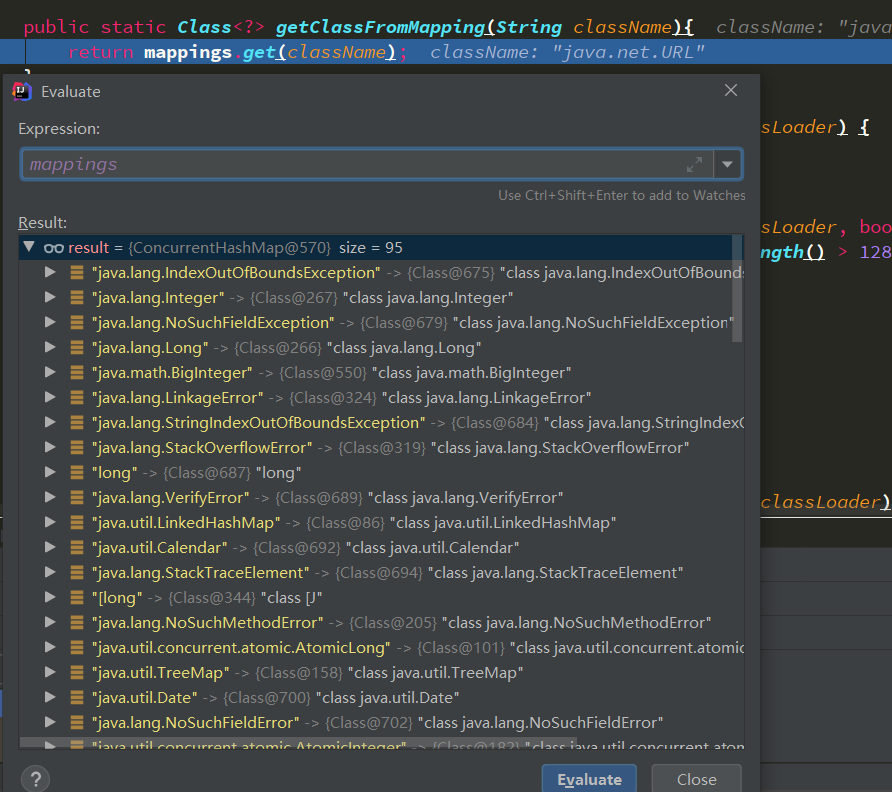 public static Class<?> getClassFromMapping(String className){ className: "java
return mappings.get(className); className: "java.net.URL"
Evaluate
sLoader) {
Expression:
mappings
Use Ctrl+Shift+Enter to add to Watches
Result:
sLoader, boo
result = {ConcurrentHashMap@570} size = 95
ngth() > 128
"java.lang.IndexOutOfBoundsException" -> {Class@675} "class java.lang.IndexOutOfBounds
"java.lang.Integer" -> {Class@267} "class java.lang.Integer"
"java.lang.NoSuchFieldException" -> {Class@679} "class java.lang.NoSuchFieldException"
"java.lang.Long" -> {Class@266} "class java.lang.Long"
"java.math.BigInteger" -> {Class@550} "class java.math.BigInteger"
"java.lang.LinkageError" -> {Class@324} "class java.lang.LinkageError"
"java.lang.StringIndexOutOfBoundsException" -> {Class@684} "class java.lang.StringIndexO
"java.lang.StackOverflowError" -> {Class@319} "class java.lang.StackOverflowError"
"long" -> {Class@687} "long"
"java.lang.VerifyError" -> {Class@689} "class java.lang.VerifyError"
classLoader)
"java.util.LinkedHashMap" -> {Class@86} "class java.util.LinkedHashMap"
"java.util.Calendar" -> {Class@692} "class java.util.Calendar"
"java.lang.StackTraceElement" -> {Class@694} "class java.lang.StackTraceElement"
"[long" -> {Class@344} "class [J"
"java.lang.NoSuchMethodError" -> {Class@205} "class java.lang.NoSuchMethodError"
"java.util.concurrent.atomic.AtomicLong" -> {Class@101} "class java.util.concurrent.atomic
"java.util.TreeMap" -> {Class@158} "class java.util.TreeMap"
"java.util.Date" -> {Class@700} "class java.util.Date"
"java.lang.NoSuchFieldError" -> {Class@702} "class java.lang.NoSuchFieldError"
"java.util.concurrent.atomic.AtomicInteger" -> {Class@182} "class java.util.concurrent.atom
?
Evaluate
Close